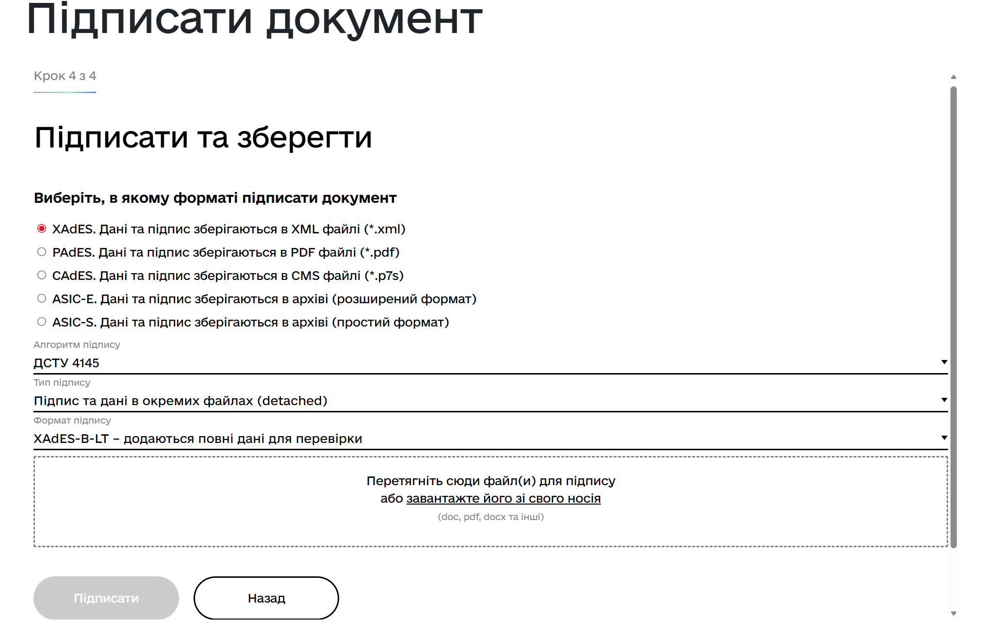 Підписати документ
Крок 4 з 4
Підписати та зберегти
Виберіть, в якому форматі підписати документ
XAdES. Дані та підпис зберігаються в XML файлі (*.xml)
PAdES. Дані та підпис зберігаються в PDF файлі (*.pdf)
CAdES. Дані та підпис зберігаються в CMS файлі (*.p7s)
ASIC-E. Дані та підпис зберігаються в архіві (розширений формат)
ASIC-S. Дані та підпис зберігаються в архіві (простий формат)
Алгоритм підпису
ДСТУ 4145
Тип підпису
Підпис та дані в окремих файлах (detached)
Формат підпису
XAdES-B-LT – додаються повні дані для перевірки
Перетягніть сюди файл(и) для підпису
або завантажте його зі свого носія
(doc, pdf, docx та інші)
Підписати
Назад